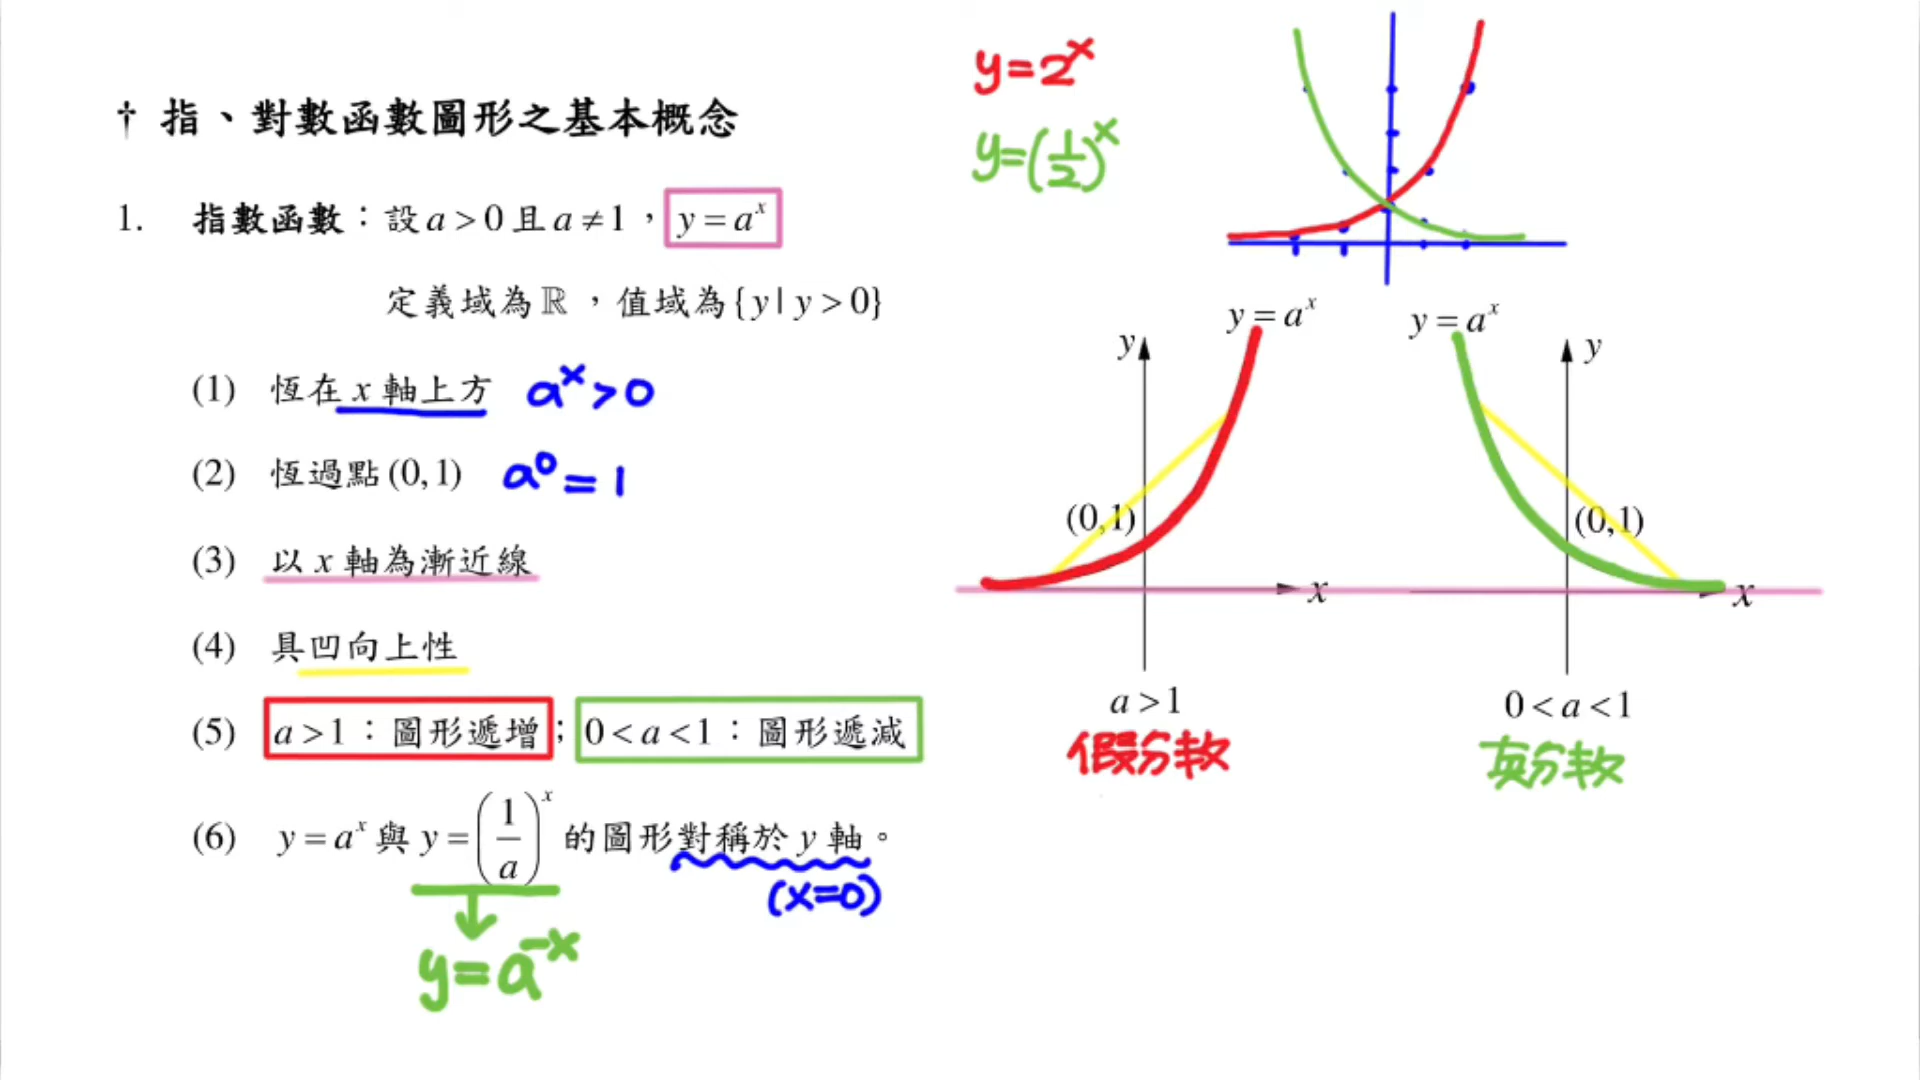 † 指、對數函數圖形之基本概念
1. 指數函數：設 a > 0 且 a ≠ 1 ， y = a^x
定義域為 ℝ ，值域為 { y | y > 0}
(1) 恆在 x 軸上方 a^x > 0
(2) 恆過點 (0,1) a^0 = 1
(3) 以 x 軸為漸近線
(4) 具凹向上性
(5) a > 1：圖形遞增；0 < a < 1：圖形遞減
(6) y = a^x 與 y = (1/a)^x 的圖形對稱於 y 軸。
(x=0)
y = a^-x
y = 2^x
y = (1/2)^x
y = a^x
y
(0,1)
x
a > 1
假分數
y = a^x
y
(0,1)
x
0 < a < 1
真分數